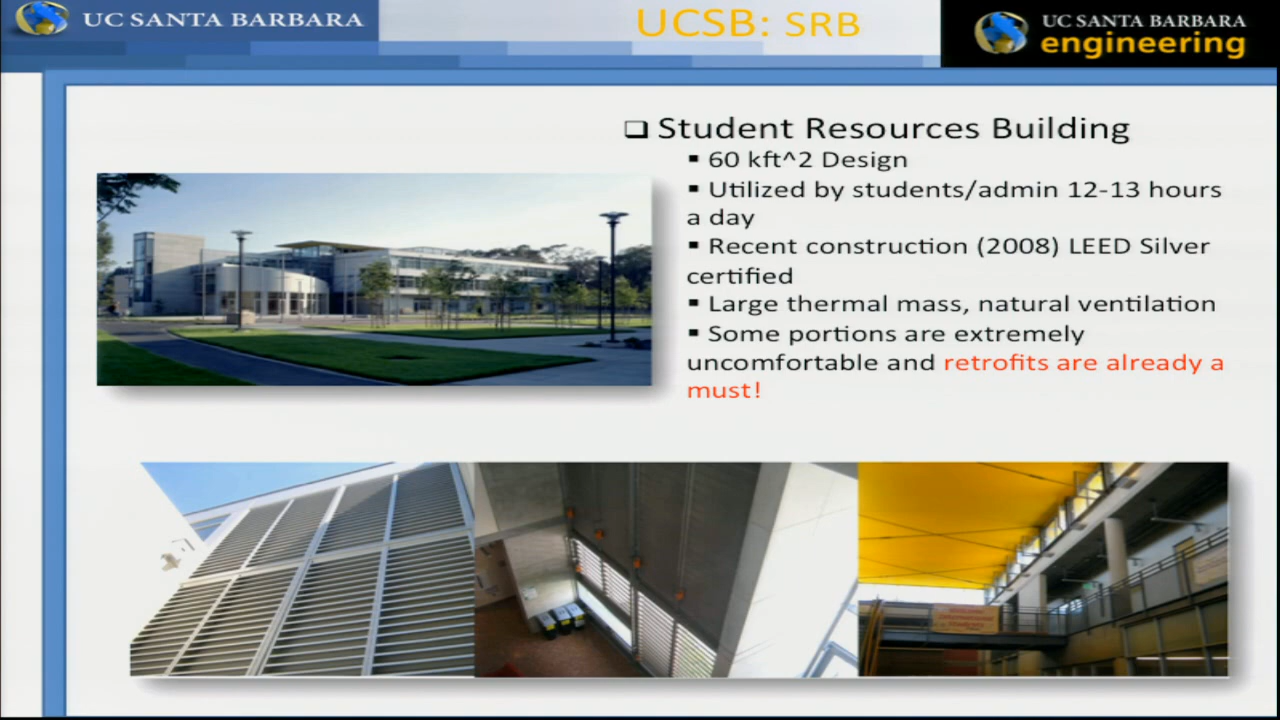 UC SANTA BARBARA
UCSB: SRB
UC SANTA BARBARA
engineering
Student Resources Building
60 kft^2 Design
Utilized by students/admin 12-13 hours
a day
Recent construction (2008) LEED Silver
certified
Large thermal mass, natural ventilation
Some portions are extremely
uncomfortable and retrofits are already a
must!